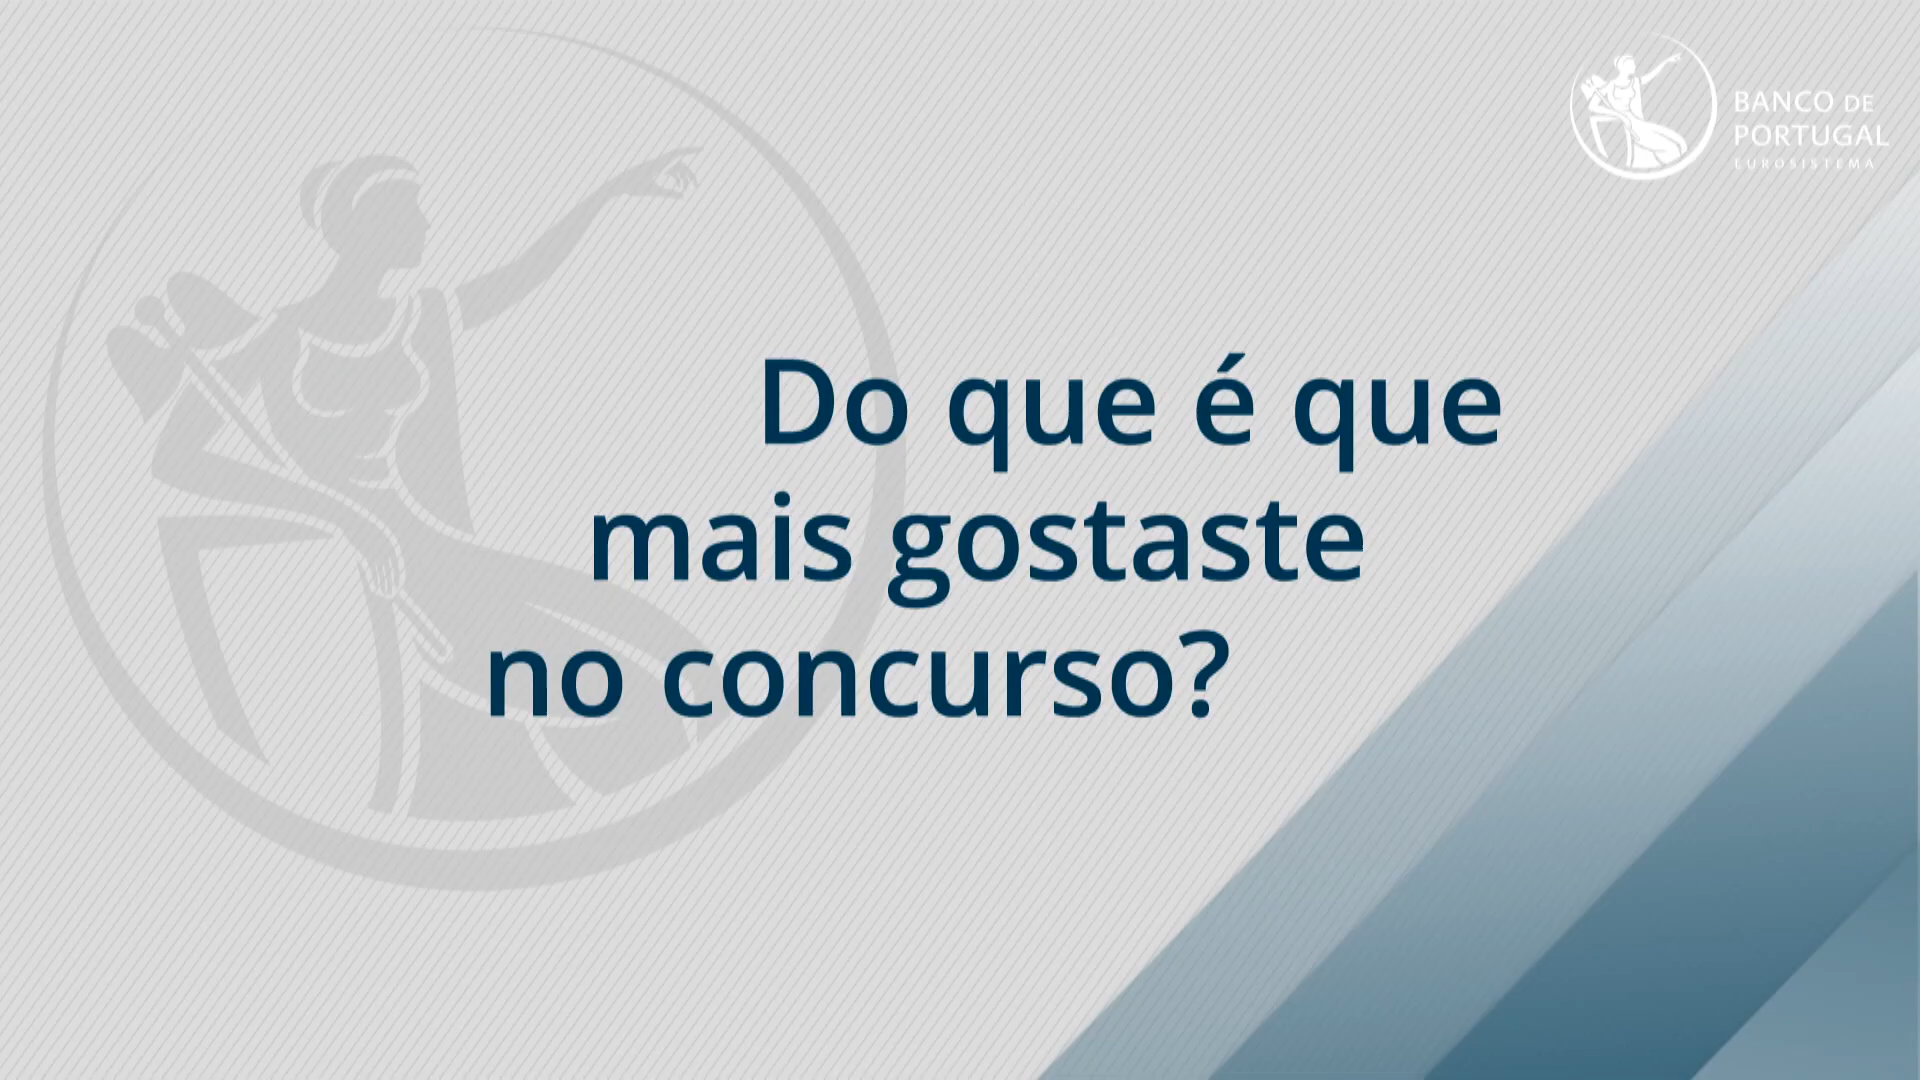 BANCO DE
PORTUGAL
EUROSISTEMA
Do que é que
mais gostaste
no concurso?